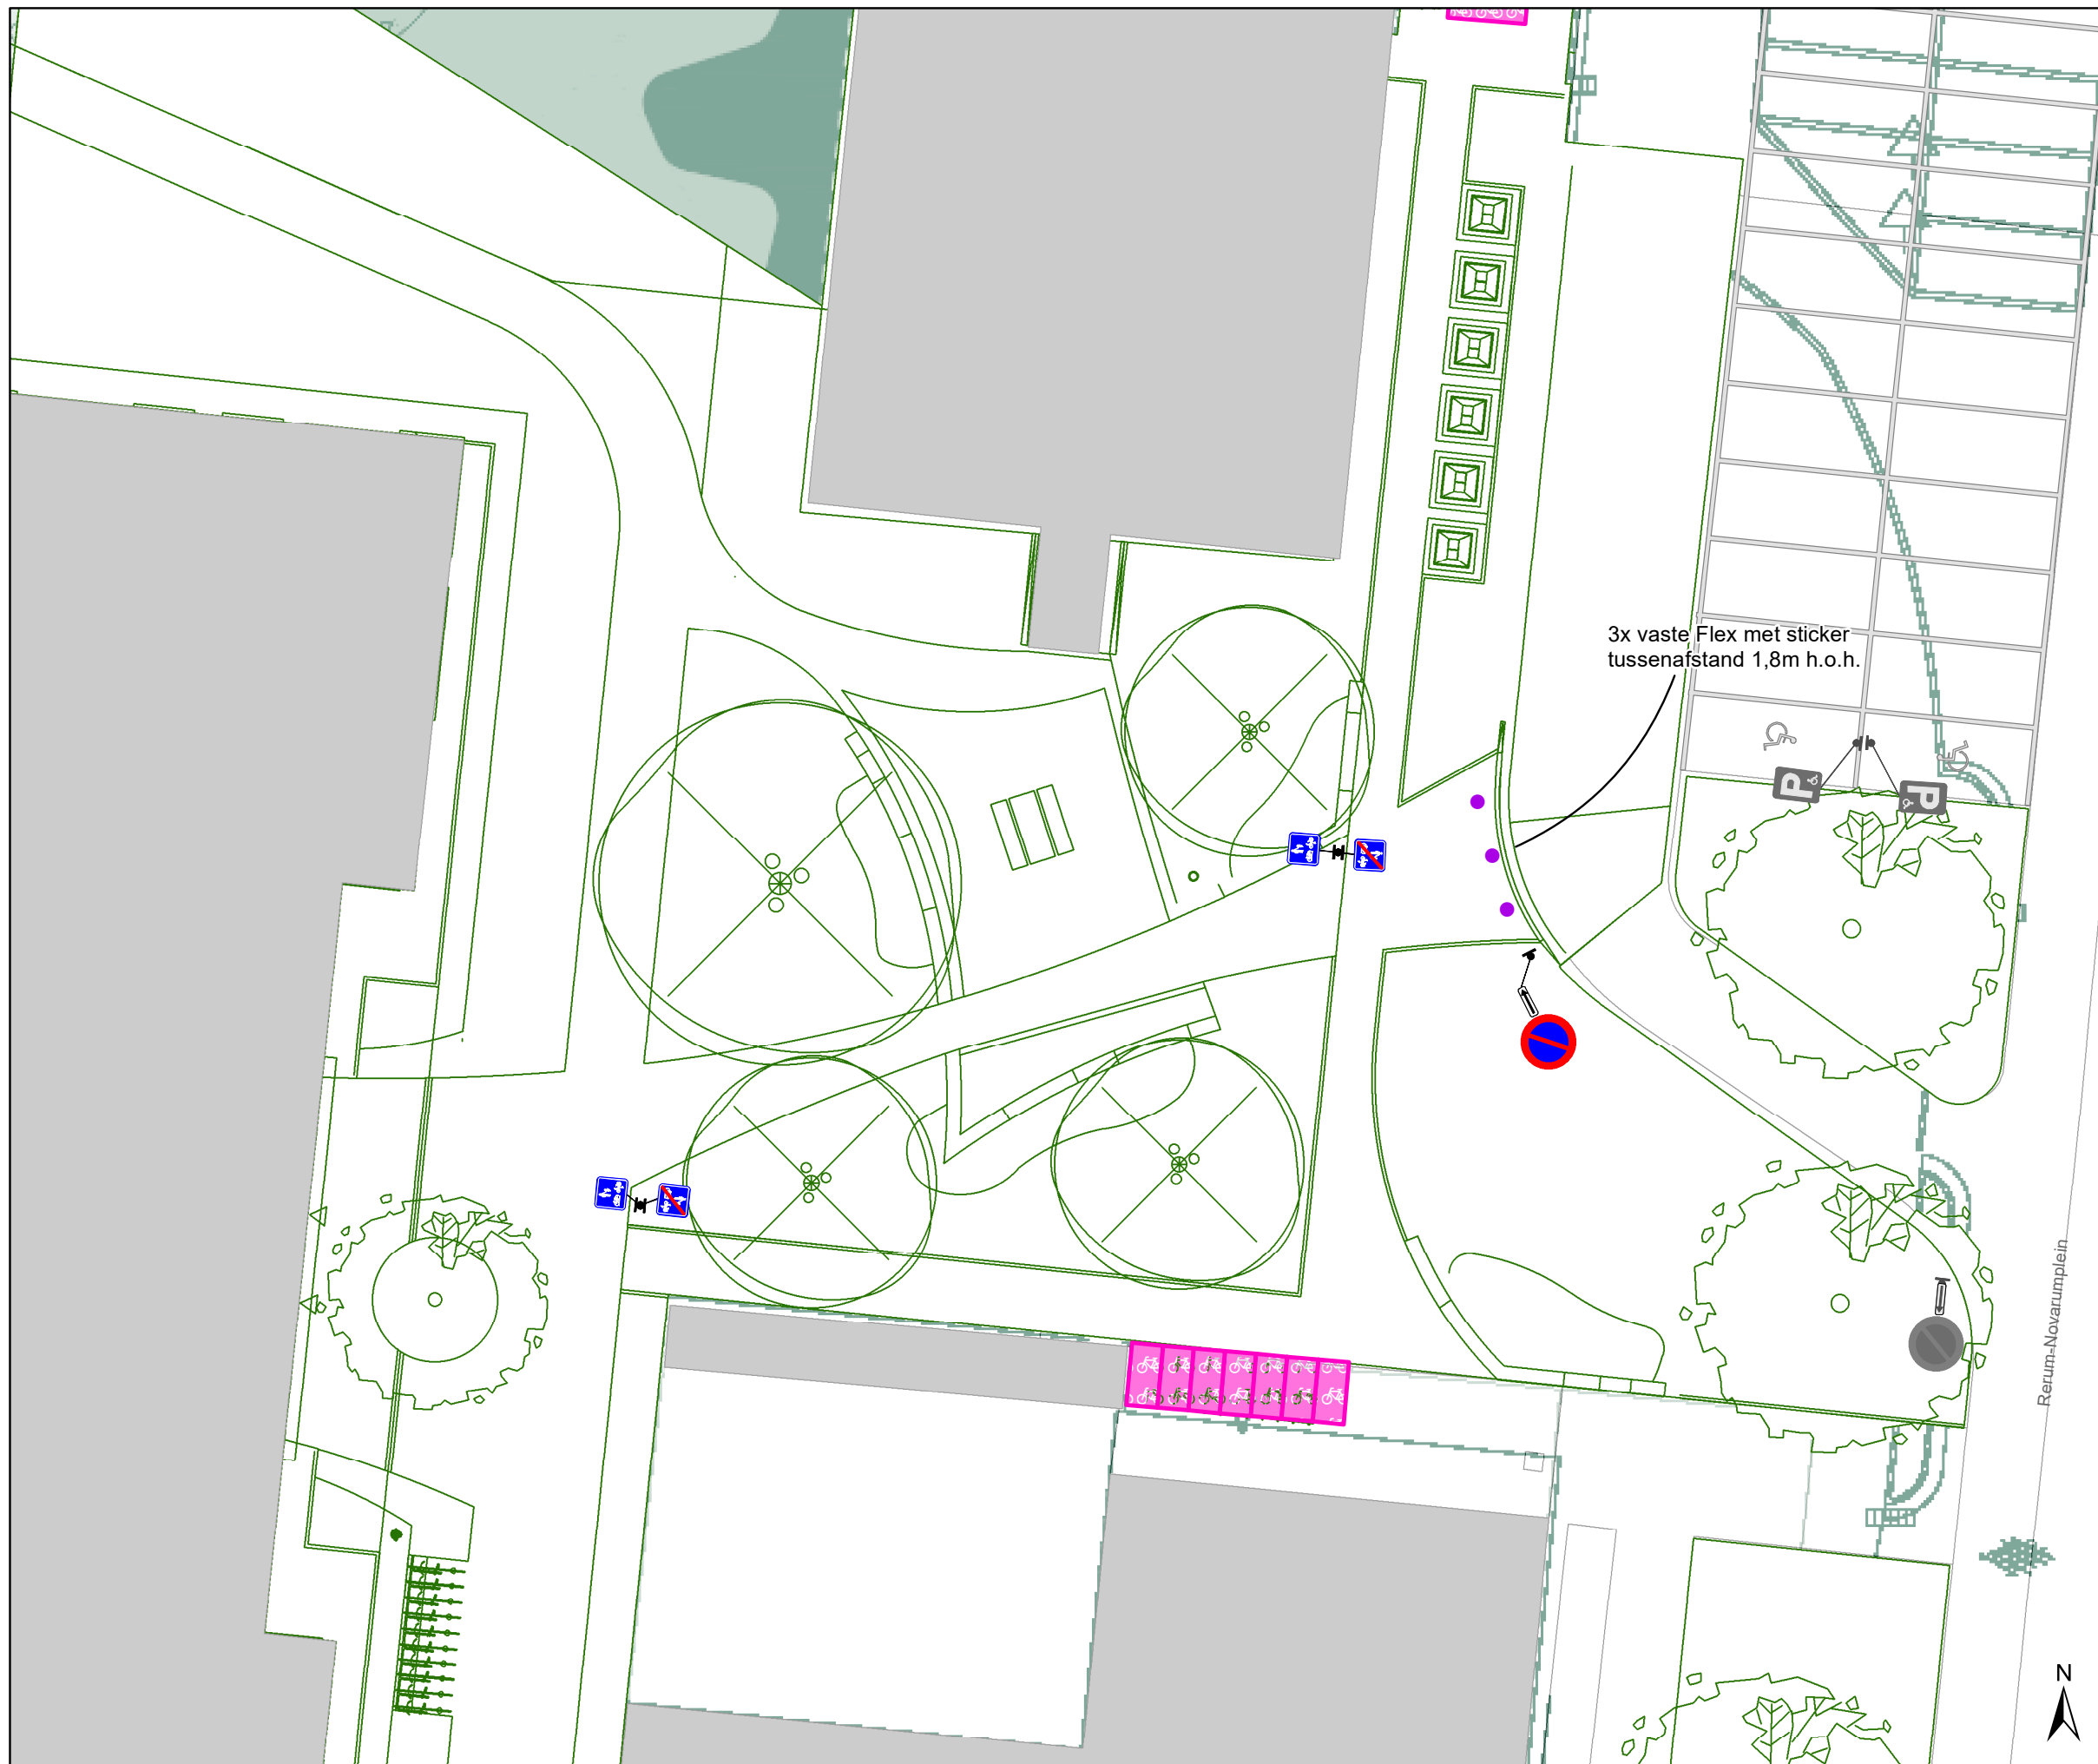 3x vaste Flex met sticker
tussenafstand 1,8m h.o.h.
P
P
Rerum-Novarumplein
N